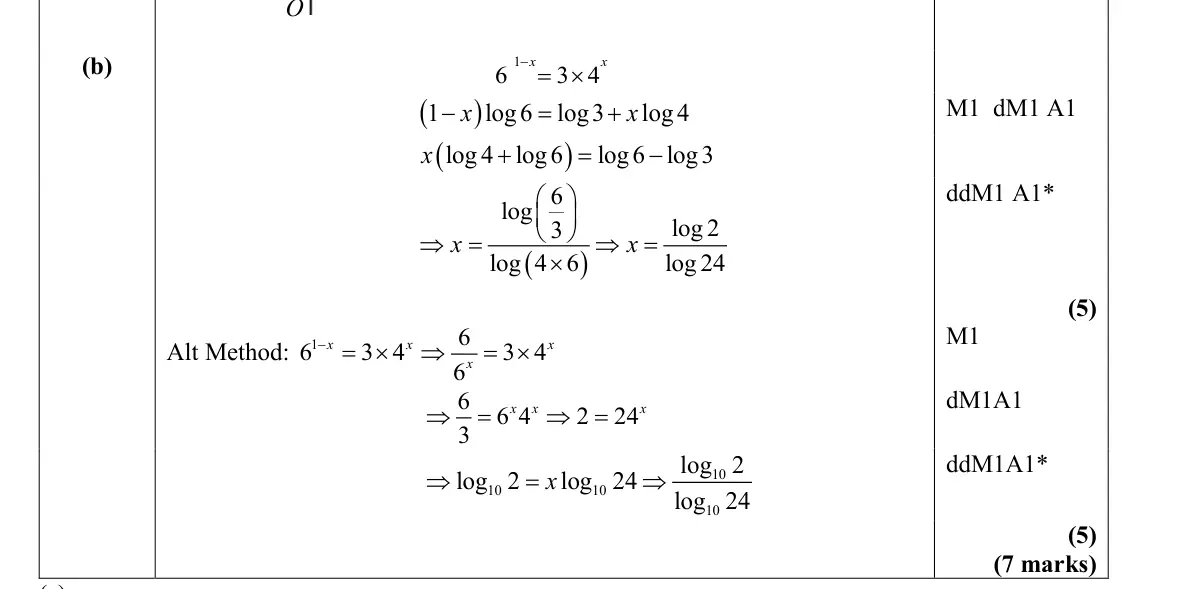 O
(b)
6^{1−x} = 3 × 4^x
(1 − x) log 6 = log 3 + x log 4 M1 dM1 A1
x(log 4 + log 6) = log 6 − log 3
⇒ x = log(6/3) / log(4 × 6) ⇒ x = log 2 / log 24 ddM1 A1*
(5)
Alt Method: 6^{1−x} = 3 × 4^x ⇒ 6/6^x = 3 × 4^x M1
⇒ 6/3 = 6^x 4^x ⇒ 2 = 24^x dM1A1
⇒ log₁₀ 2 = x log₁₀ 24 ⇒ log₁₀ 2 / log₁₀ 24 ddM1A1*
(5)
(7 marks)